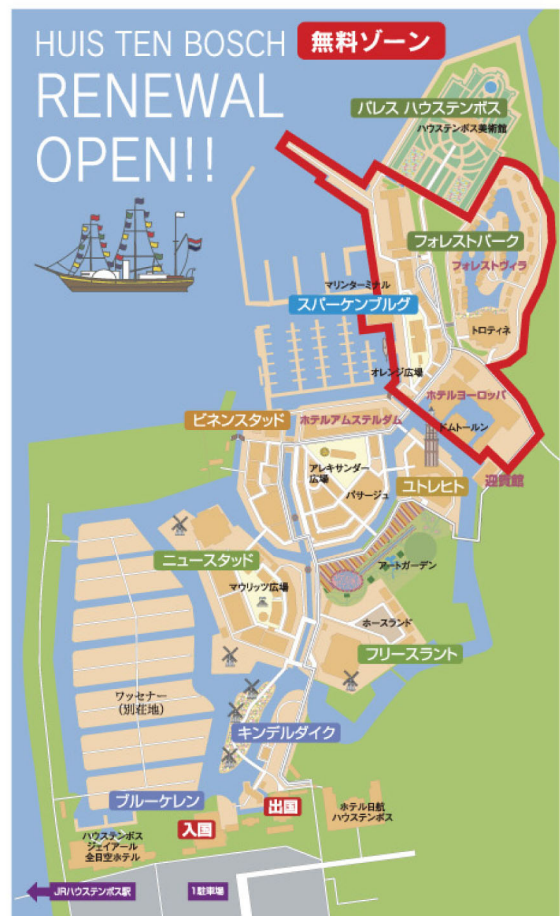 HUIS TEN BOSCH 無料ゾーン
RENEWAL
OPEN!!
パレス ハウステンボス
ハウステンボス美術館
フォレストパーク
フォレストヴィラ
マリンターミナル
スパーケンブルグ
トロティネ
オレンジ広場
ホテルヨーロッパ
ビネンスタッド
ホテルアムステルダム
ドムトールン
アレキサンダー
広場
迎賓館
ユトレヒト
パサージュ
ニュースタッド
アートガーデン
マウリッツ広場
ホースランド
フリースラント
ワッセナー
(別荘地)
キンデルダイク
ブルーケレン
出国
入国
ホテル日航
ハウステンボス
ハウステンボス
ジェイアール
全日空ホテル
JRハウステンボス駅
1駐車場